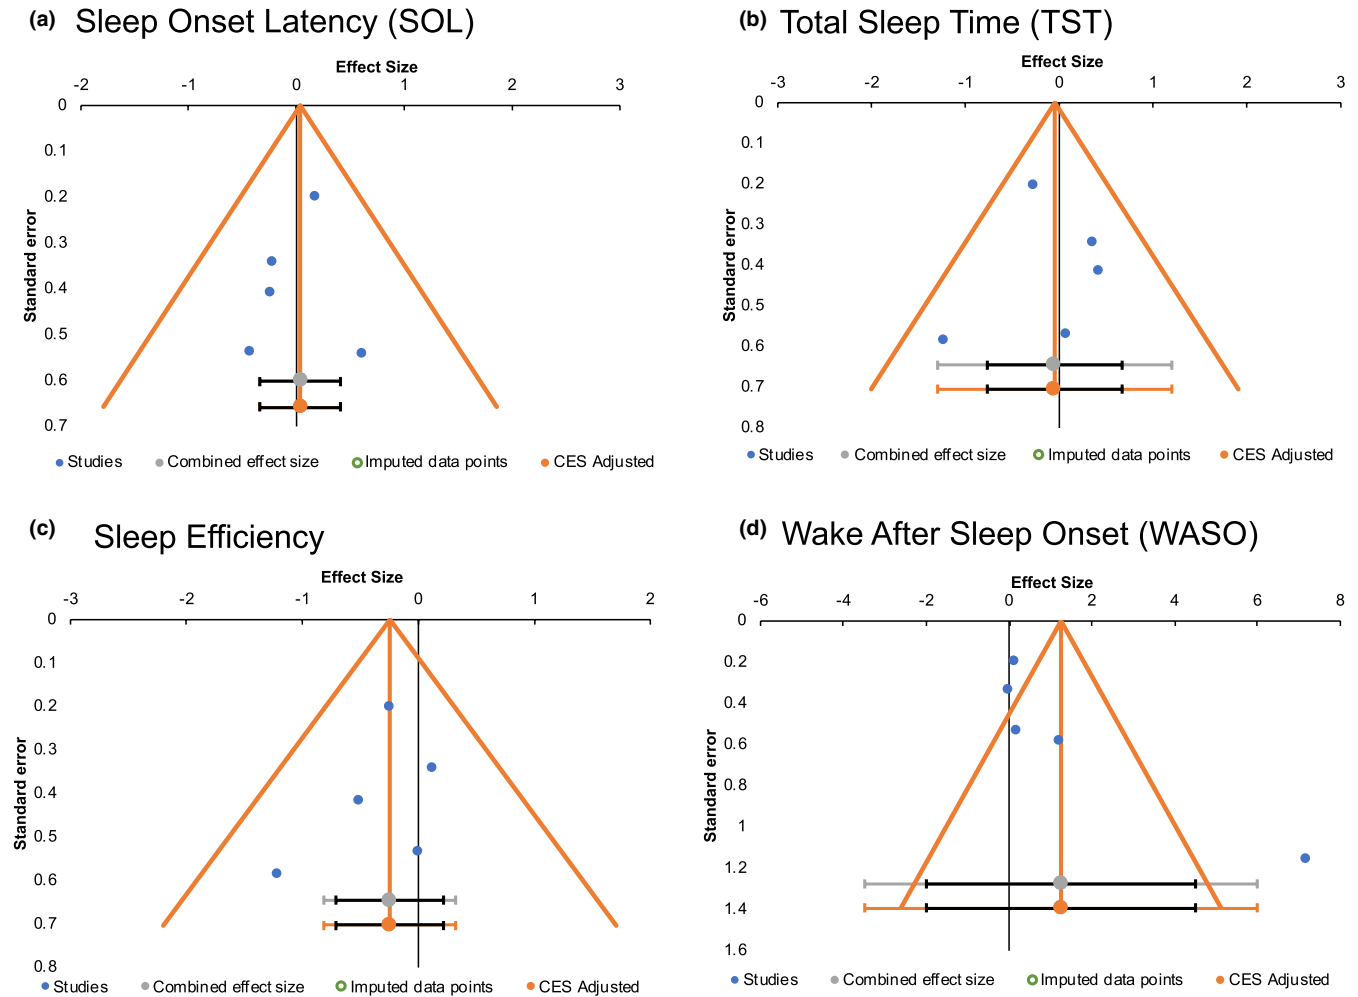 (a) Sleep Onset Latency (SOL)
Effect Size
-2 -1 0 1 2 3
0
0.1
0.2
0.3
0.4
0.5
0.6
0.7
Standard error
Studies Combined effect size Imputed data points CES Adjusted
(b) Total Sleep Time (TST)
Effect Size
-3 -2 -1 0 1 2 3
0
0.1
0.2
0.3
0.4
0.5
0.6
0.7
0.8
Standard error
Studies Combined effect size Imputed data points CES Adjusted
(c) Sleep Efficiency
Effect Size
-3 -2 -1 0 1 2
0
0.1
0.2
0.3
0.4
0.5
0.6
0.7
0.8
Standard error
Studies Combined effect size Imputed data points CES Adjusted
(d) Wake After Sleep Onset (WASO)
Effect Size
-6 -4 -2 0 2 4 6 8
0
0.2
0.4
0.6
0.8
1
1.2
1.4
1.6
Standard error
Studies Combined effect size Imputed data points CES Adjusted